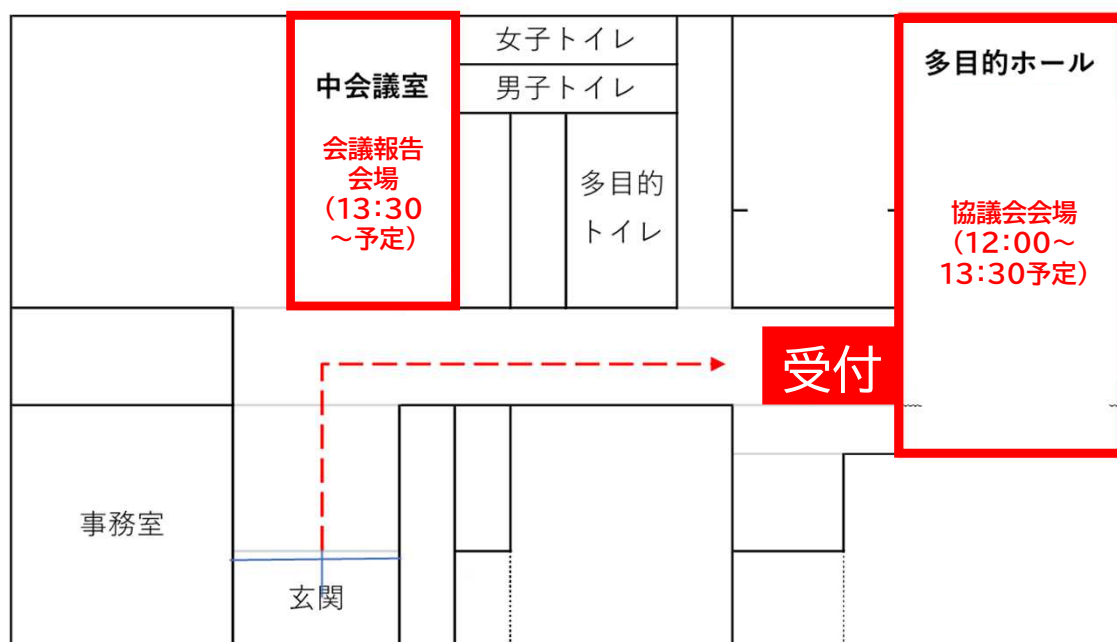 女子トイレ
男子トイレ
中会議室
会議報告
会場
(13:30
~予定)
多目的
トイレ
多目的ホール
協議会会場
(12:00~
13:30予定)
受付
事務室
玄関